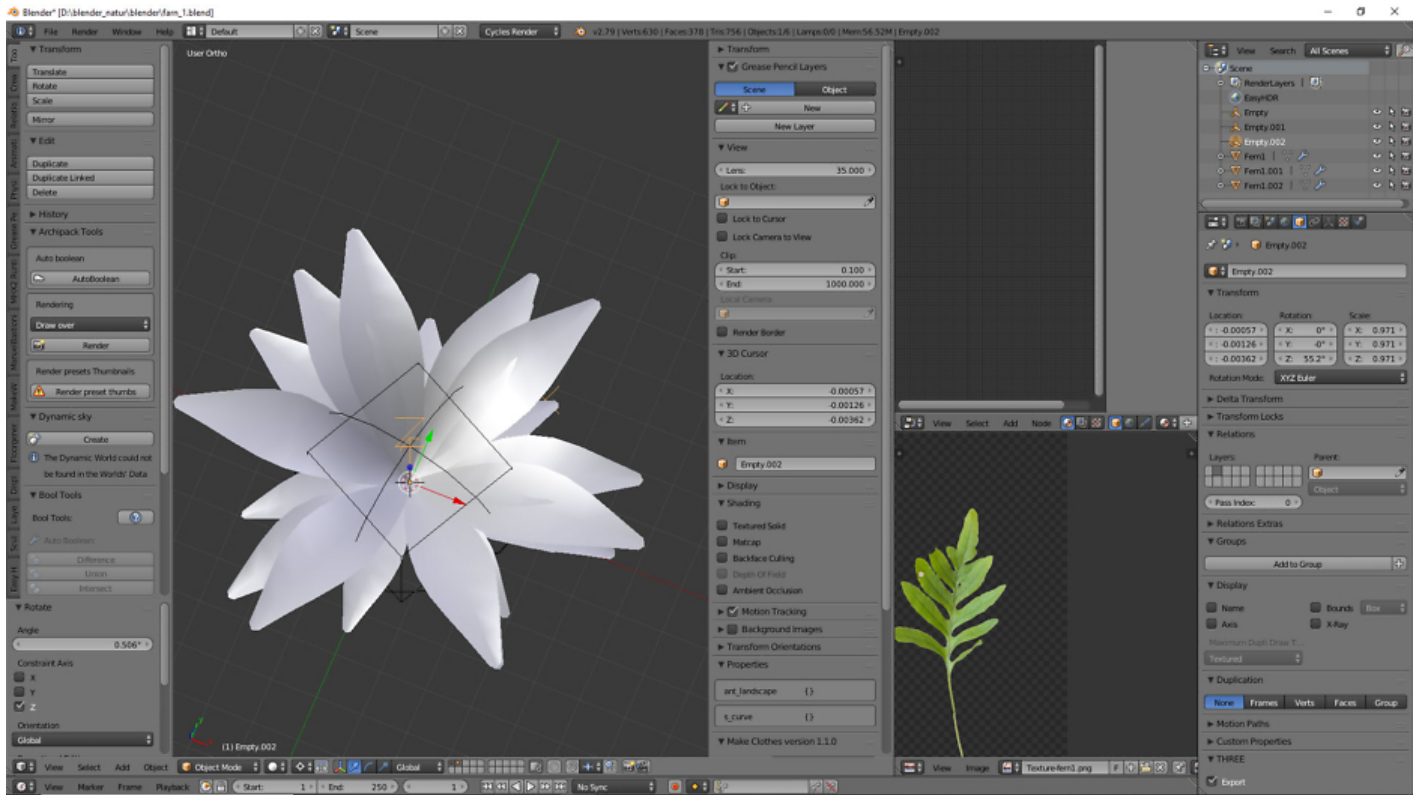 Blender* [D:\blender_natur\blender\farn_1.blend]
File Render Window Help Default Scene Cycles Render v2.79 | Verts:630 | Faces:378 | Tris:756 | Objects:1/6 | Lamps:0/0 | Mem:56.52M | Empty.002
Transform
Translate
Rotate
Scale
Mirror
Edit
Duplicate
Duplicate Linked
Delete
History
Archipack Tools
Auto boolean
AutoBoolean
Rendering
Draw over
Render
Render presets Thumbnails
Render preset thumbs
Dynamic sky
Create
The Dynamic World could not
be found in the Worlds' Data
Bool Tools
Bool Tools:
Auto Boolean
Difference
Union
Intersect
Rotate
Angle
0.506°
Constraint Axis
X
Y
Z
Orientation
Global
User Ortho
(1) Empty.002
View Select Add Object Object Mode Global
View Marker Frame Playback Start: 1 End: 250 1 No Sync
Transform
Grease Pencil Layers
Scene Object
New
New Layer
View
Lens: 35.000
Lock to Object:
Lock to Cursor
Lock Camera to View
Clip:
Start: 0.100
End: 1000.000
Local Camera:
Render Border
3D Cursor
Location:
X: -0.00057
Y: -0.00126
Z: -0.00362
Item
Empty.002
Display
Shading
Textured Solid
Matcap
Backface Culling
Depth Of Field
Ambient Occlusion
Motion Tracking
Background Images
Transform Orientations
Properties
ant_landscape {}
s_curve {}
Make Clothes version 1.1.0
View Select Add Node
View Image Texture-fern1.png F
View Search All Scenes
Scene
RenderLayers
EasyHDR
Empty
Empty.001
Empty.002
Fern1
Fern1.001
Fern1.002
Empty.002
Empty.002
Transform
Location: Rotation: Scale:
: -0.00057 X: 0° X: 0.971
: -0.00126 Y: -0° Y: 0.971
: -0.00362 Z: 55.2° Z: 0.971
Rotation Mode: XYZ Euler
Delta Transform
Transform Locks
Relations
Layers: Parent:
Object
Pass Index: 0
Relations Extras
Groups
Add to Group
Display
Name Bounds Box
Axis X-Ray
Maximum Dupli Draw T...
Textured
Duplication
None Frames Verts Faces Group
Motion Paths
Custom Properties
THREE
Export